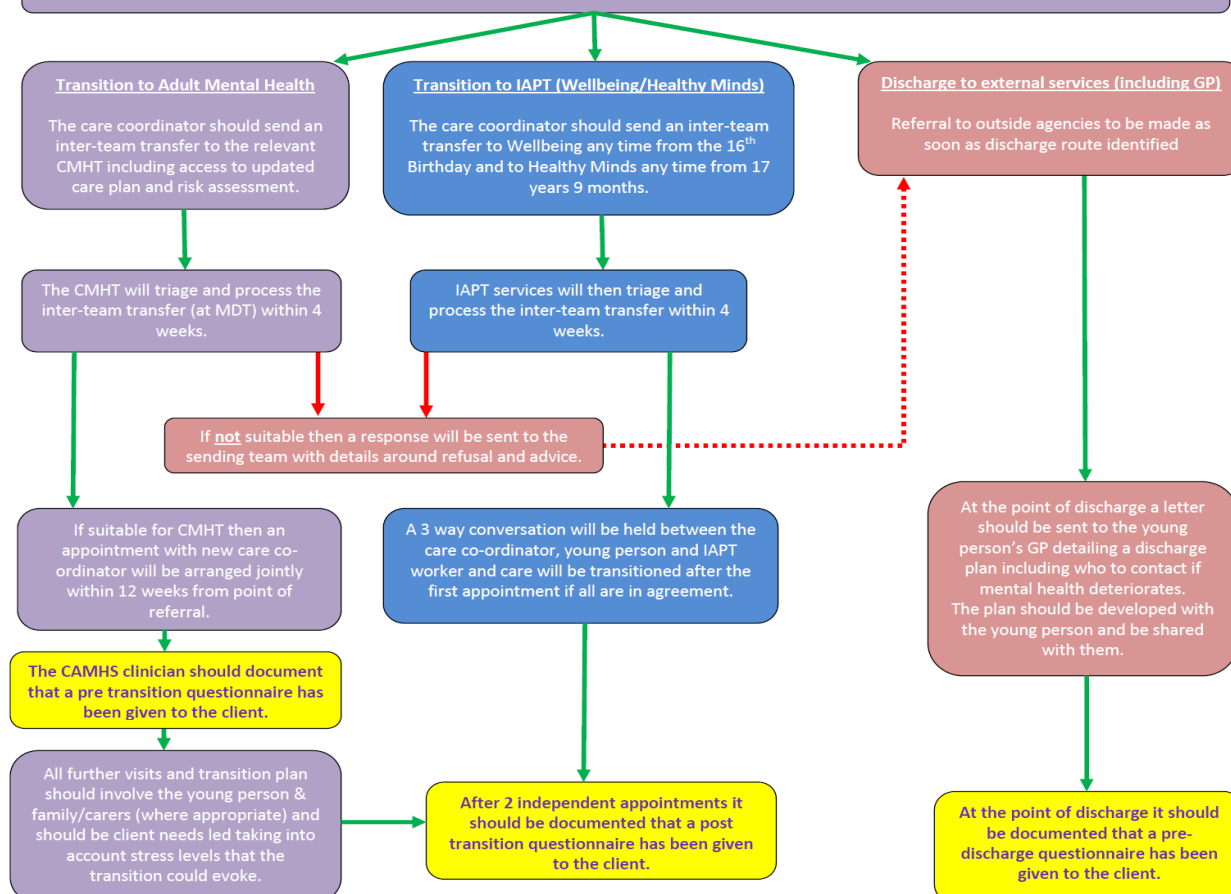 Transition to Adult Mental Health
The care coordinator should send an
inter-team transfer to the relevant
CMHT including access to updated
care plan and risk assessment.
Transition to IAPT (Wellbeing/Healthy Minds)
The care coordinator should send an inter-team
transfer to Wellbeing any time from the 16th
Birthday and to Healthy Minds any time from 17
years 9 months.
Discharge to external services (including GP)
Referral to outside agencies to be made as
soon as discharge route identified
The CMHT will triage and process the
inter-team transfer (at MDT) within 4
weeks.
IAPT services will then triage and
process the inter-team transfer within 4
weeks.
If not suitable then a response will be sent to the
sending team with details around refusal and advice.
If suitable for CMHT then an
appointment with new care co-
ordinator will be arranged jointly
within 12 weeks from point of
referral.
A 3 way conversation will be held between the
care co-ordinator, young person and IAPT
worker and care will be transitioned after the
first appointment if all are in agreement.
At the point of discharge a letter
should be sent to the young
person's GP detailing a discharge
plan including who to contact if
mental health deteriorates.
The plan should be developed with
the young person and be shared
with them.
The CAMHS clinician should document
that a pre transition questionnaire has
been given to the client.
All further visits and transition plan
should involve the young person &
family/carers (where appropriate) and
should be client needs led taking into
account stress levels that the
transition could evoke.
After 2 independent appointments it
should be documented that a post
transition questionnaire has been given
to the client.
At the point of discharge it should
be documented that a pre-
discharge questionnaire has been
given to the client.